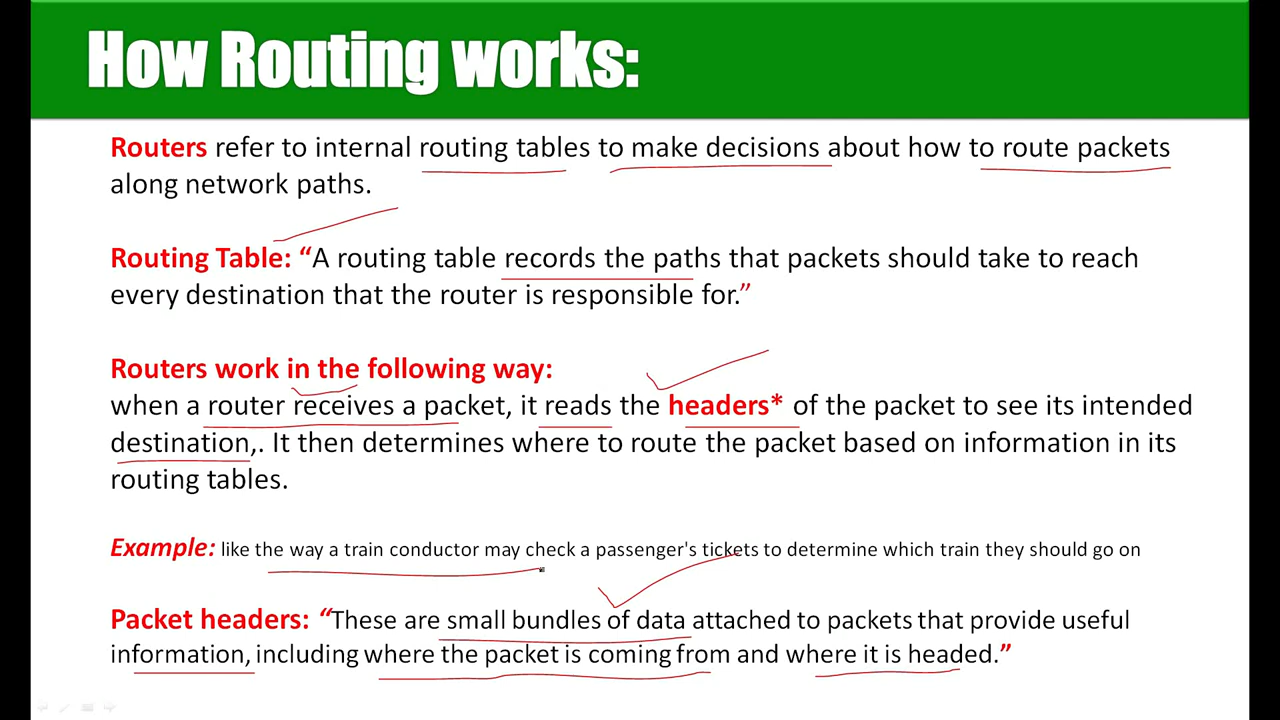 How Routing works:
Routers refer to internal routing tables to make decisions about how to route packets
along network paths.
Routing Table: “A routing table records the paths that packets should take to reach
every destination that the router is responsible for.”
Routers work in the following way:
when a router receives a packet, it reads the headers* of the packet to see its intended
destination,. It then determines where to route the packet based on information in its
routing tables.
Example: like the way a train conductor may check a passenger's tickets to determine which train they should go on
Packet headers: “These are small bundles of data attached to packets that provide useful
information, including where the packet is coming from and where it is headed.”